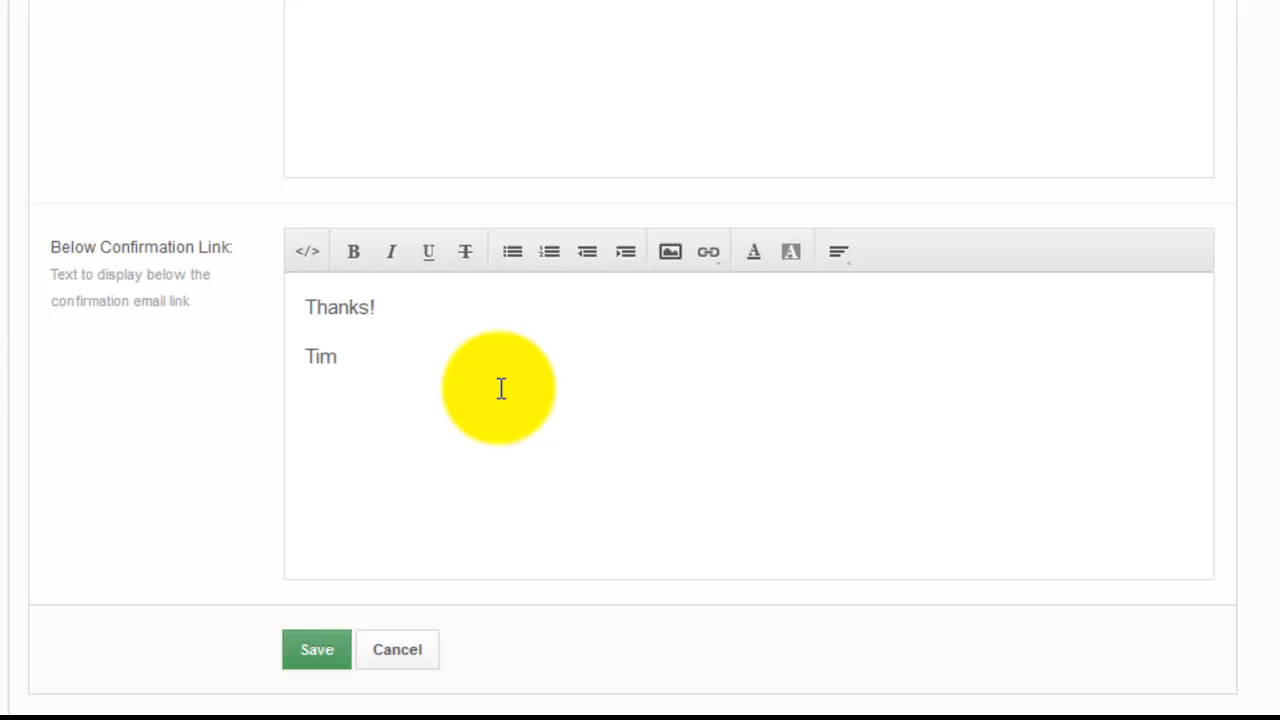 Below Confirmation Link:
Text to display below the
confirmation email link
</> B I U T A A
Thanks!
Tim
Save Cancel